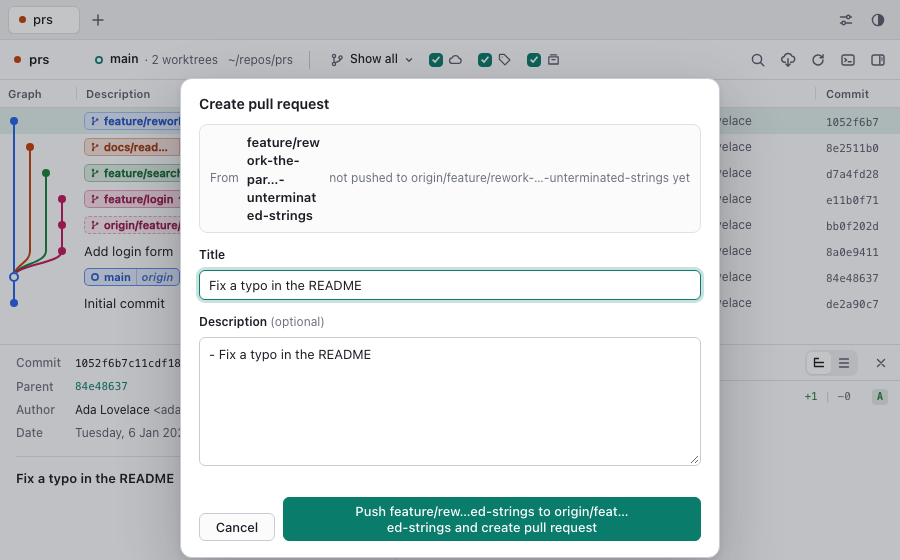 prs
prs
main · 2 worktrees ~/repos/prs
Show all
Graph Description Commit
feature/rework velace 1052f6b7
docs/read... velace 8e2511b0
feature/search velace d7a4fd28
feature/login velace e11b0f71
origin/feature/ velace bb0f202d
Add login form velace 8a0e9411
main origin velace 84e48637
Initial commit velace de2a90c7
Create pull request
From
feature/rew
ork-the-
par...-
unterminat
ed-strings
not pushed to origin/feature/rework-...-unterminated-strings yet
Title
Fix a typo in the README
Description (optional)
- Fix a typo in the README
Cancel
Push feature/rew...ed-strings to origin/feat...
ed-strings and create pull request
Commit 1052f6b7c11cdf18
Parent 84e48637
Author Ada Lovelace <ada
Date Tuesday, 6 Jan 202
Fix a typo in the README
+1 | −0 A